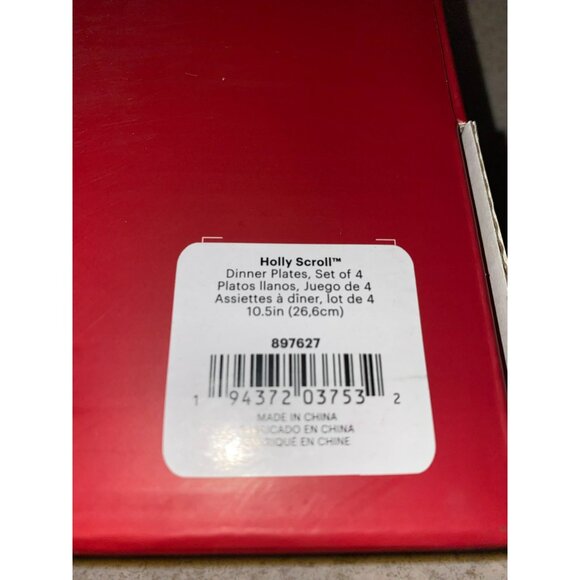 Holly Scroll™
Dinner Plates, Set of 4
Platos llanos, Juego de 4
Assiettes à dîner, lot de 4
10.5in (26,6cm)
897627
1 94372 03753 2
MADE IN CHINA
EN CHINA
EN CHINE